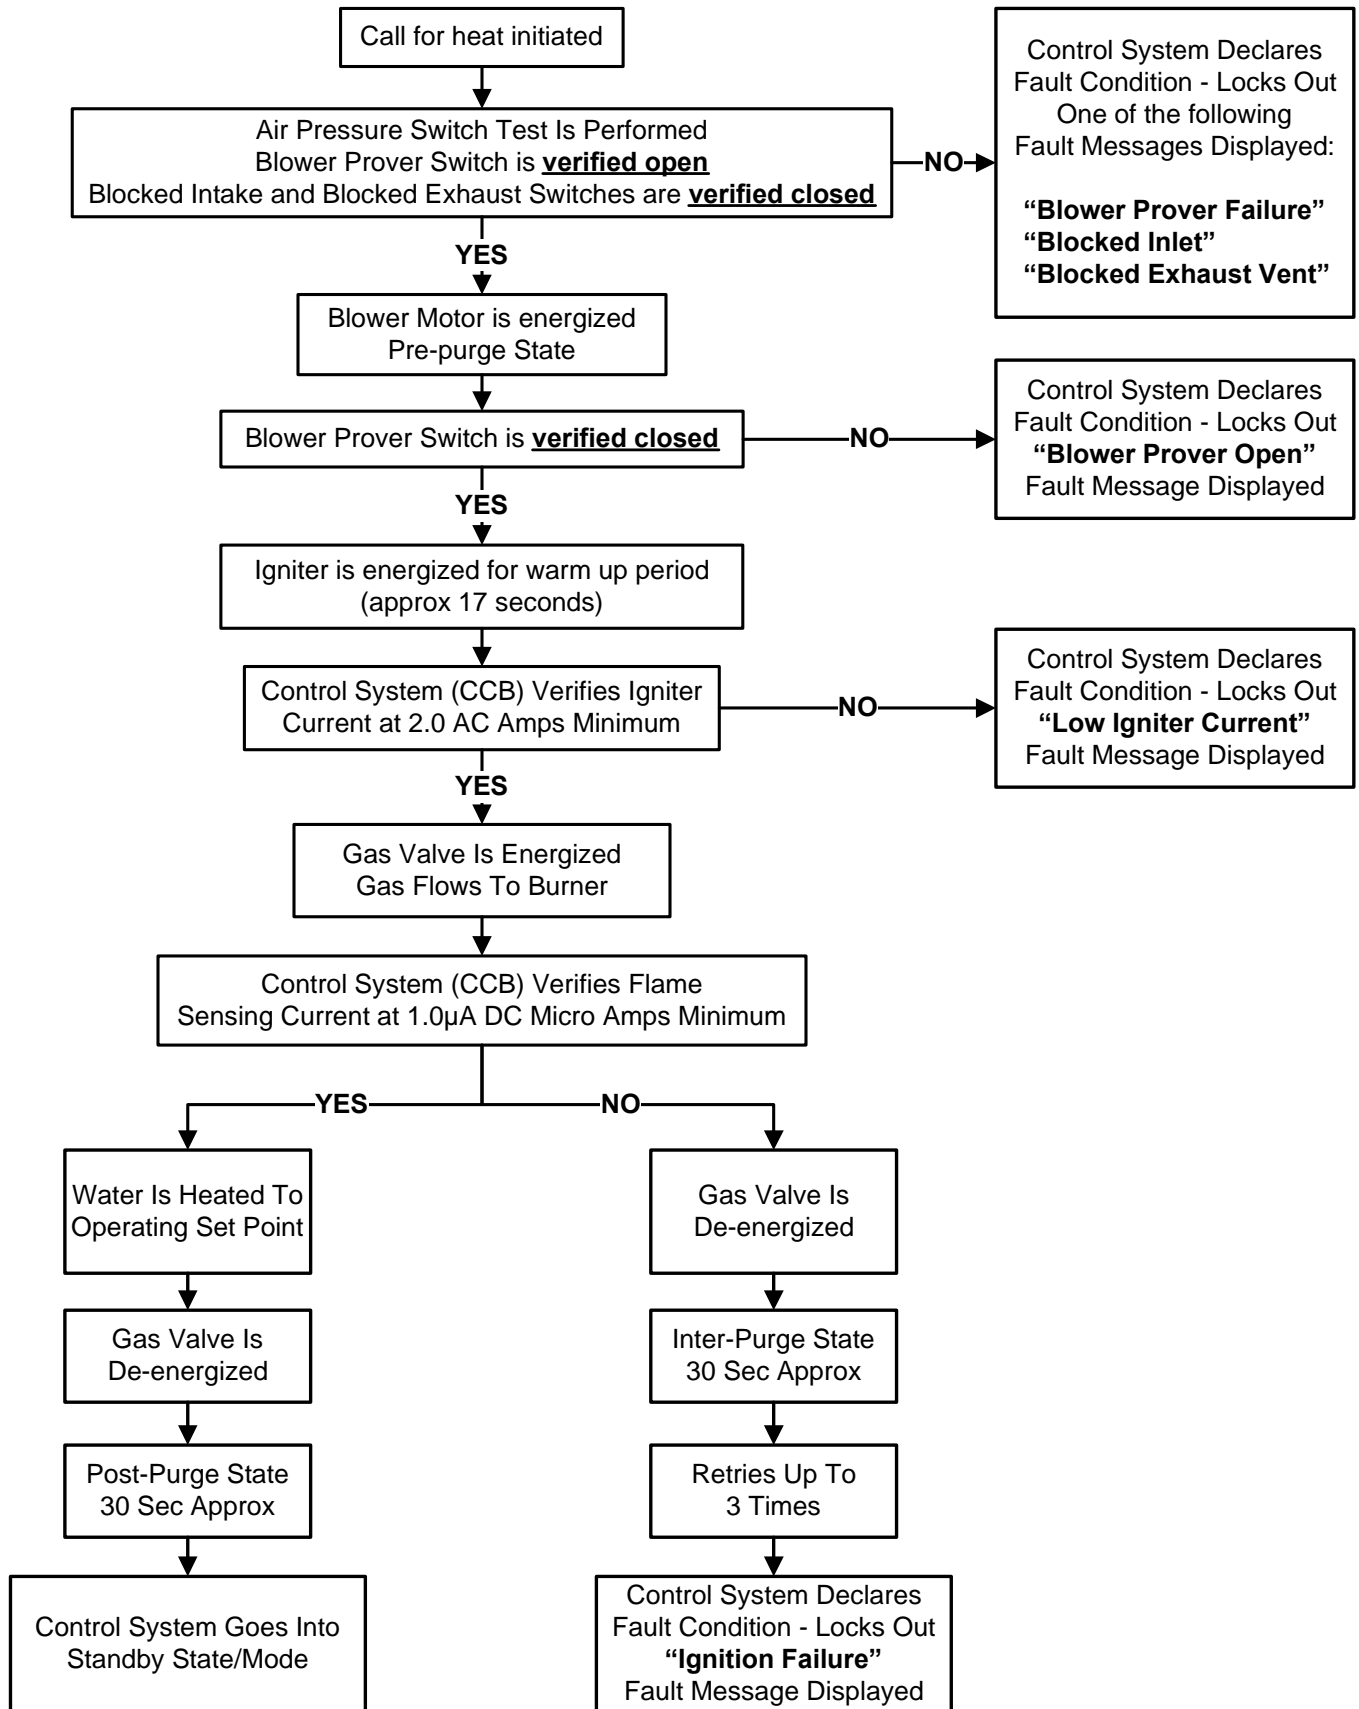 Call for heat initiated
Control System Declares
Fault Condition - Locks Out
One of the following
Fault Messages Displayed:
“Blower Prover Failure”
“Blocked Inlet”
“Blocked Exhaust Vent”
Air Pressure Switch Test Is Performed
Blower Prover Switch is verified open
Blocked Intake and Blocked Exhaust Switches are verified closed
NO
YES
Blower Motor is energized
Pre-purge State
Blower Prover Switch is verified closed
NO
Control System Declares
Fault Condition - Locks Out
“Blower Prover Open”
Fault Message Displayed
YES
Igniter is energized for warm up period
(approx 17 seconds)
Control System (CCB) Verifies Igniter
Current at 2.0 AC Amps Minimum
NO
Control System Declares
Fault Condition - Locks Out
“Low Igniter Current”
Fault Message Displayed
YES
Gas Valve Is Energized
Gas Flows To Burner
Control System (CCB) Verifies Flame
Sensing Current at 1.0µA DC Micro Amps Minimum
YES
NO
Water Is Heated To
Operating Set Point
Gas Valve Is
De-energized
Post-Purge State
30 Sec Approx
Control System Goes Into
Standby State/Mode
Gas Valve Is
De-energized
Inter-Purge State
30 Sec Approx
Retries Up To
3 Times
Control System Declares
Fault Condition - Locks Out
“Ignition Failure”
Fault Message Displayed